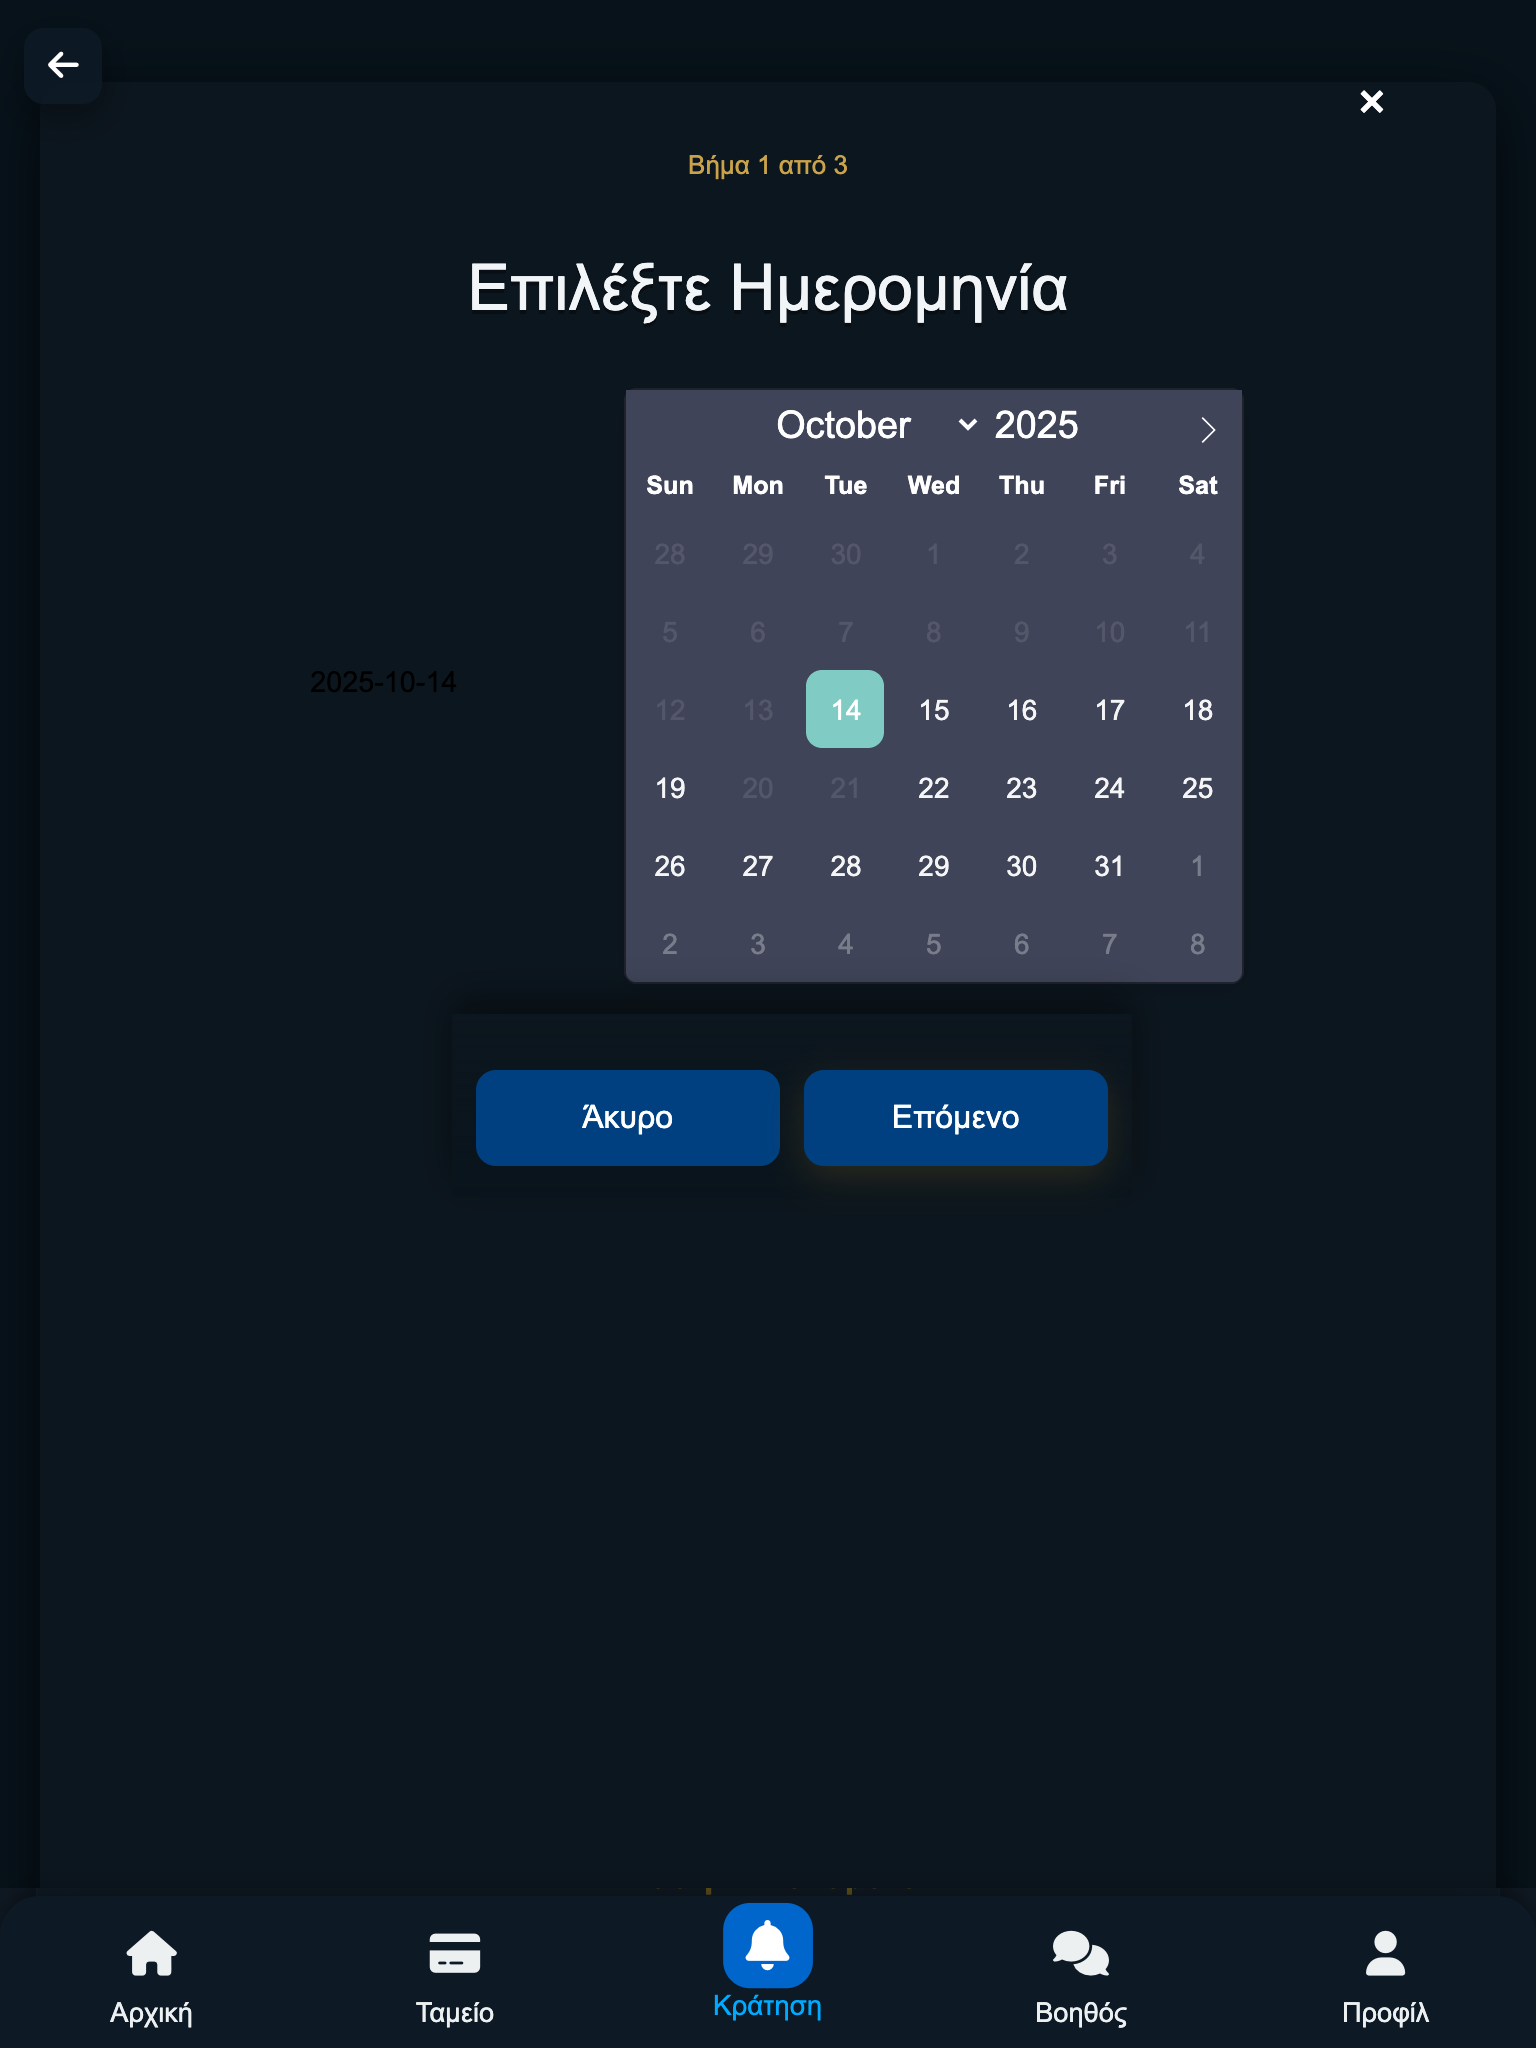 Βήμα 1 από 3
Επιλέξτε Ημερομηνία
October 2025
Sun Mon Tue Wed Thu Fri Sat
28 29 30 1 2 3 4
5 6 7 8 9 10 11
2025-10-14
12 13 14 15 16 17 18
19 20 21 22 23 24 25
26 27 28 29 30 31 1
2 3 4 5 6 7 8
Άκυρο Επόμενο
Αρχική Ταμείο Κράτηση Βοηθός Προφίλ